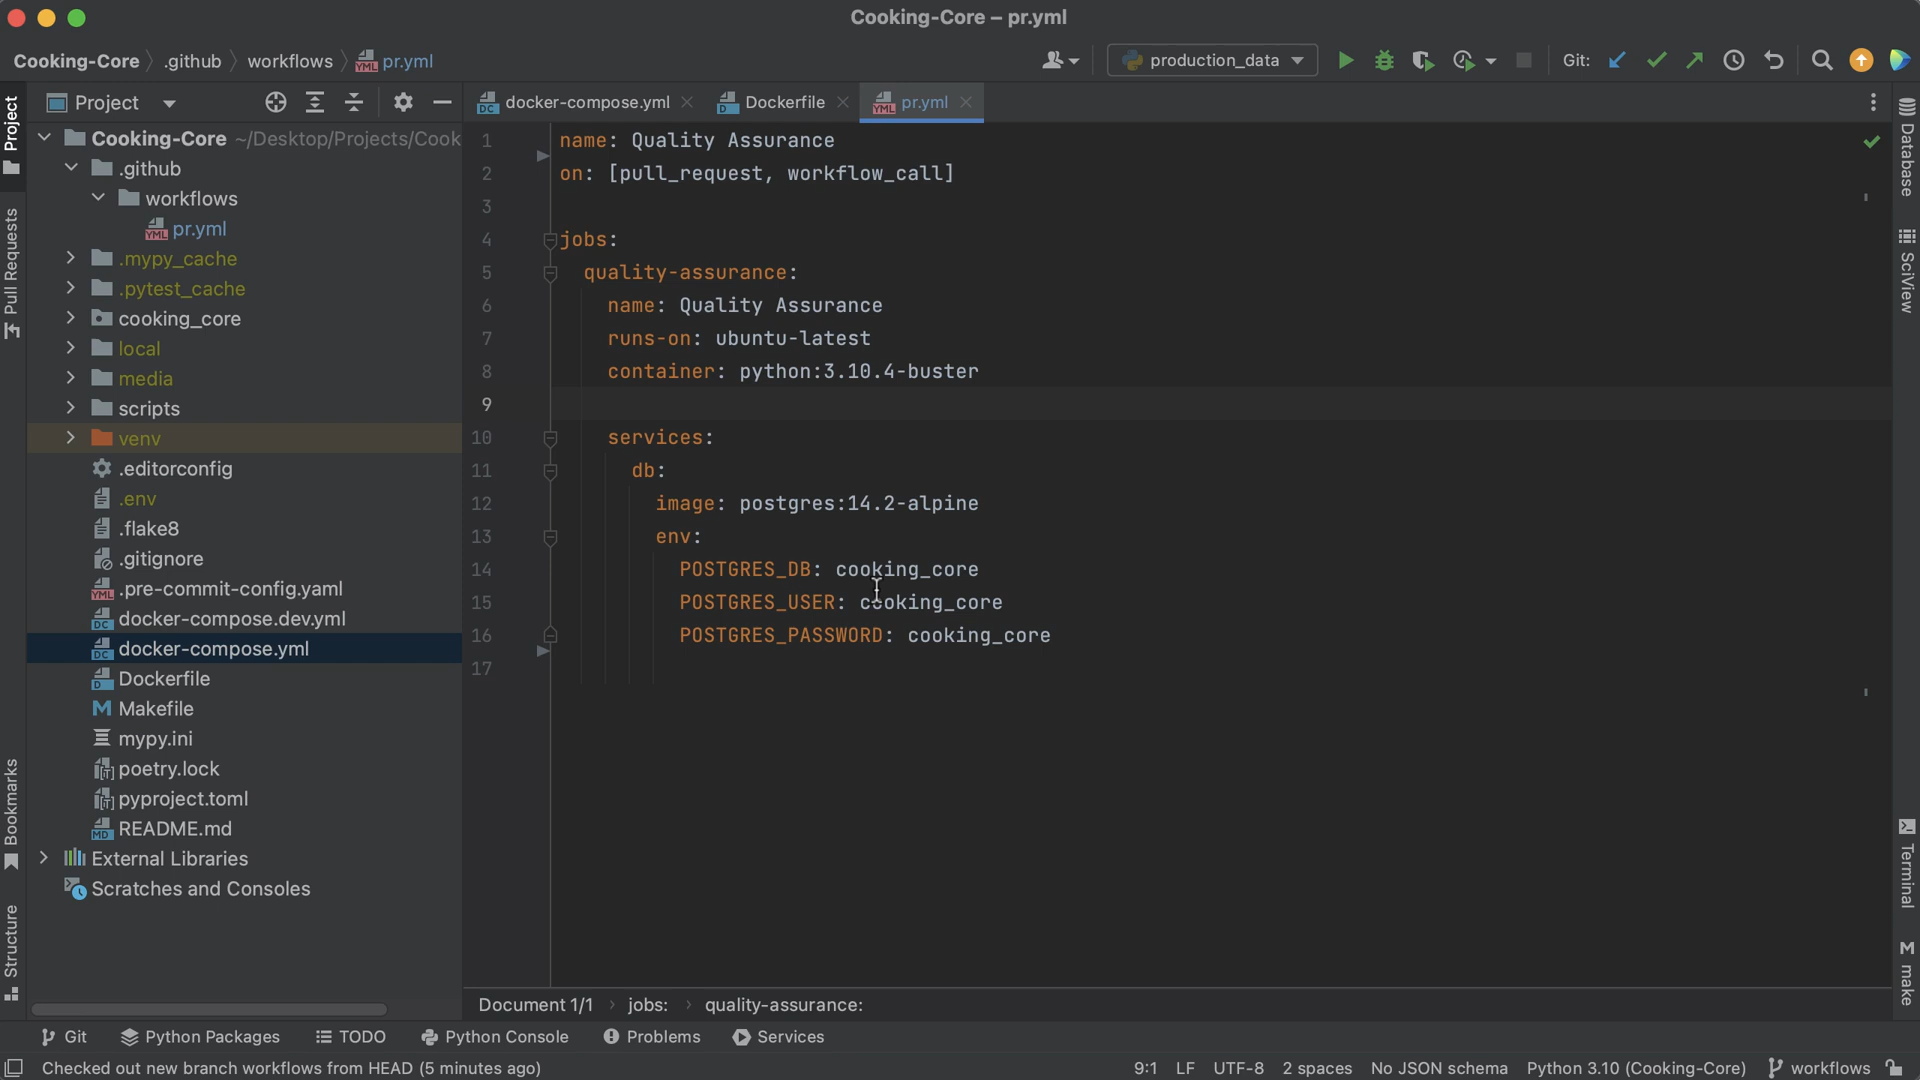 Cooking-Core – pr.yml
Cooking-Core .github workflows pr.yml
production_data
Git:
Project
docker-compose.yml
Dockerfile
pr.yml
Project
Pull Requests
Bookmarks
Structure
Cooking-Core ~/Desktop/Projects/Cook
.github
workflows
pr.yml
.mypy_cache
.pytest_cache
cooking_core
local
media
scripts
venv
.editorconfig
.env
.flake8
.gitignore
.pre-commit-config.yaml
docker-compose.dev.yml
docker-compose.yml
Dockerfile
Makefile
mypy.ini
poetry.lock
pyproject.toml
README.md
External Libraries
Scratches and Consoles
1 name: Quality Assurance
2 on: [pull_request, workflow_call]
3
4 jobs:
5 quality-assurance:
6 name: Quality Assurance
7 runs-on: ubuntu-latest
8 container: python:3.10.4-buster
9
10 services:
11 db:
12 image: postgres:14.2-alpine
13 env:
14 POSTGRES_DB: cooking_core
15 POSTGRES_USER: cooking_core
16 POSTGRES_PASSWORD: cooking_core
17
Database
SciView
Terminal
make
Document 1/1 jobs: quality-assurance:
Git Python Packages TODO Python Console Problems Services
Checked out new branch workflows from HEAD (5 minutes ago)
9:1 LF UTF-8 2 spaces No JSON schema Python 3.10 (Cooking-Core) workflows